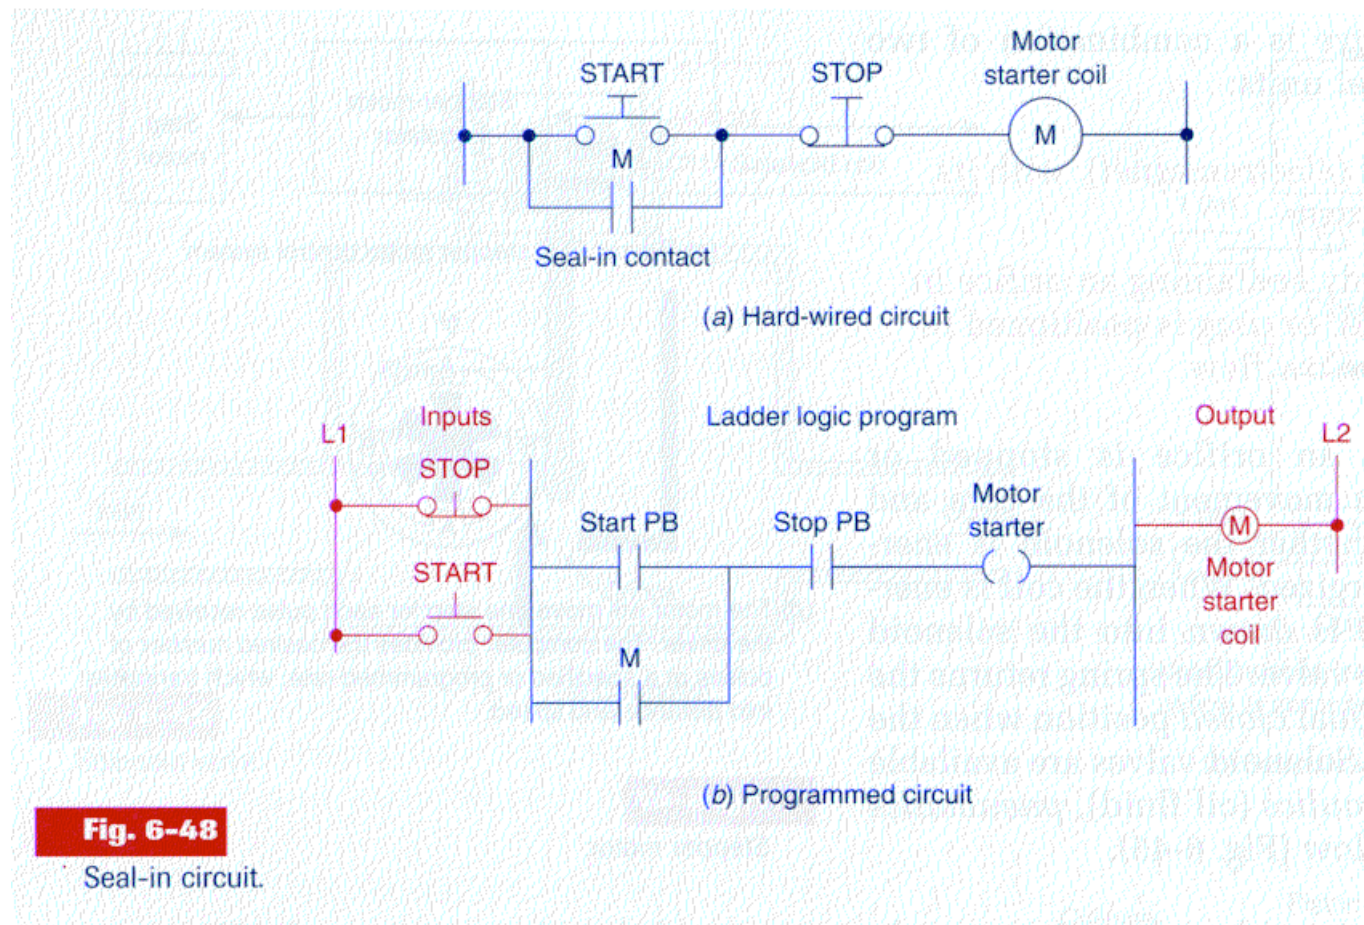 START
STOP
Motor
starter coil
M
M
Seal-in contact
(a) Hard-wired circuit
Inputs
Ladder logic program
Output
L1
L2
STOP
START
Start PB
Stop PB
Motor
starter
M
M
Motor
starter
coil
(b) Programmed circuit
Fig. 6-48
Seal-in circuit.